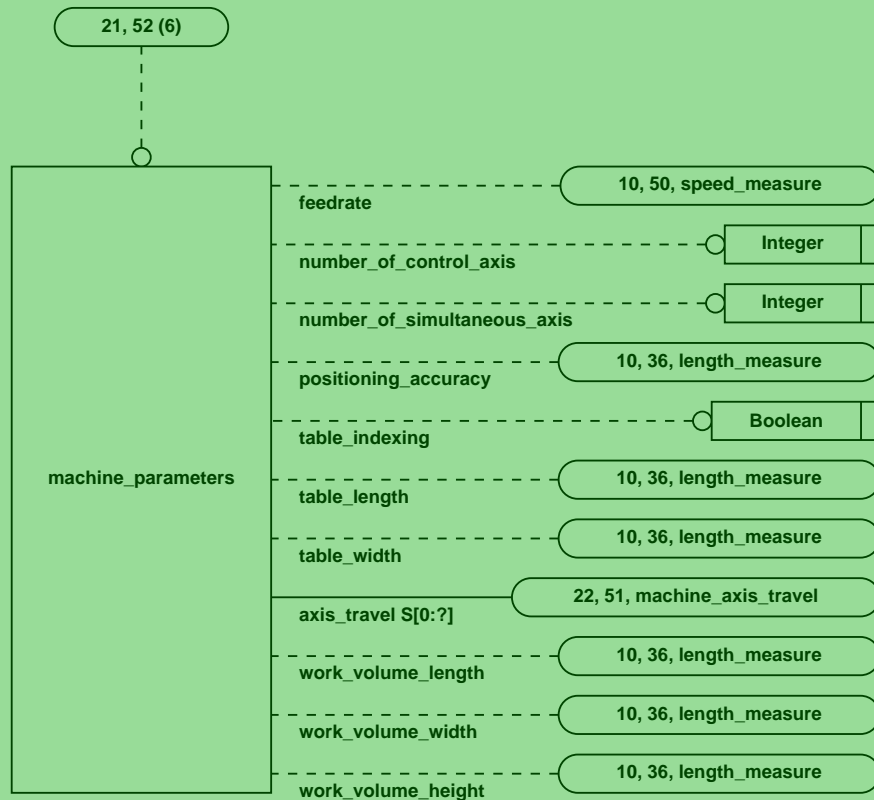 21, 52 (6)
10, 50, speed_measure
feedrate
Integer
number_of_control_axis
Integer
number_of_simultaneous_axis
10, 36, length_measure
positioning_accuracy
Boolean
table_indexing
machine_parameters
10, 36, length_measure
table_length
10, 36, length_measure
table_width
22, 51, machine_axis_travel
axis_travel S[0:?]
10, 36, length_measure
work_volume_length
10, 36, length_measure
work_volume_width
10, 36, length_measure
work_volume_height